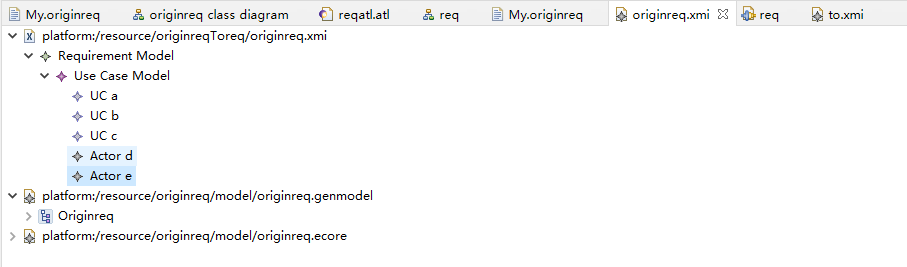 My.originreq originreq class diagram reqatl.atl req My.originreq originreq.xmi req to.xmi
platform:/resource/originreqToreq/originreq.xmi
Requirement Model
Use Case Model
UC a
UC b
UC c
Actor d
Actor e
platform:/resource/originreq/model/originreq.genmodel
Originreq
platform:/resource/originreq/model/originreq.ecore